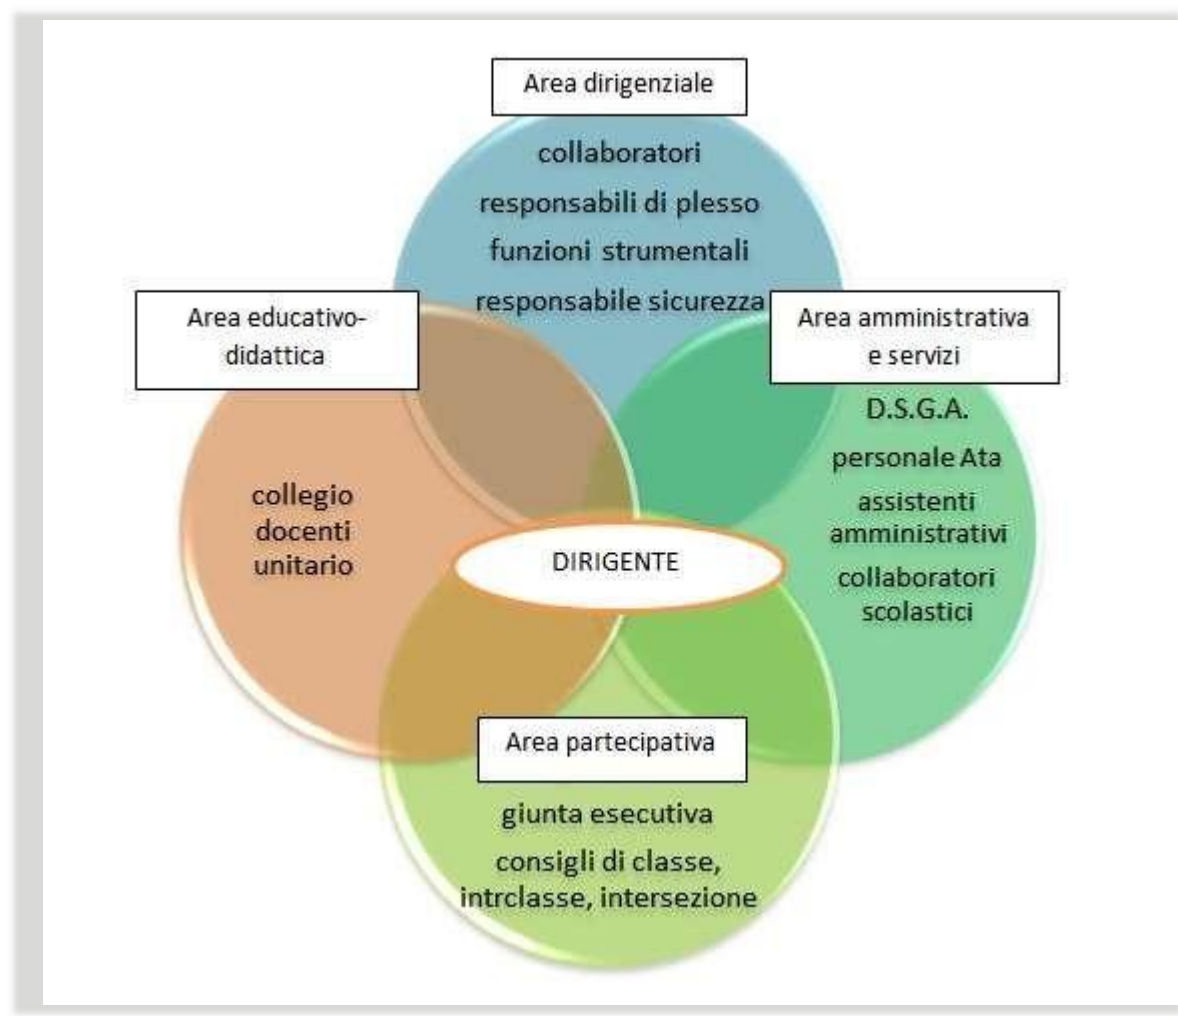 Area dirigenziale
collaboratori
responsabili di plesso
funzioni strumentali
responsabile sicurezza
Area educativo-
didattica
collegio
docenti
unitario
Area amministrativa
e servizi
D.S.G.A.
personale Ata
assistenti
amministrativi
collaboratori
scolastici
DIRIGENTE
Area partecipativa
giunta esecutiva
consigli di classe,
intrclasse, intersezione